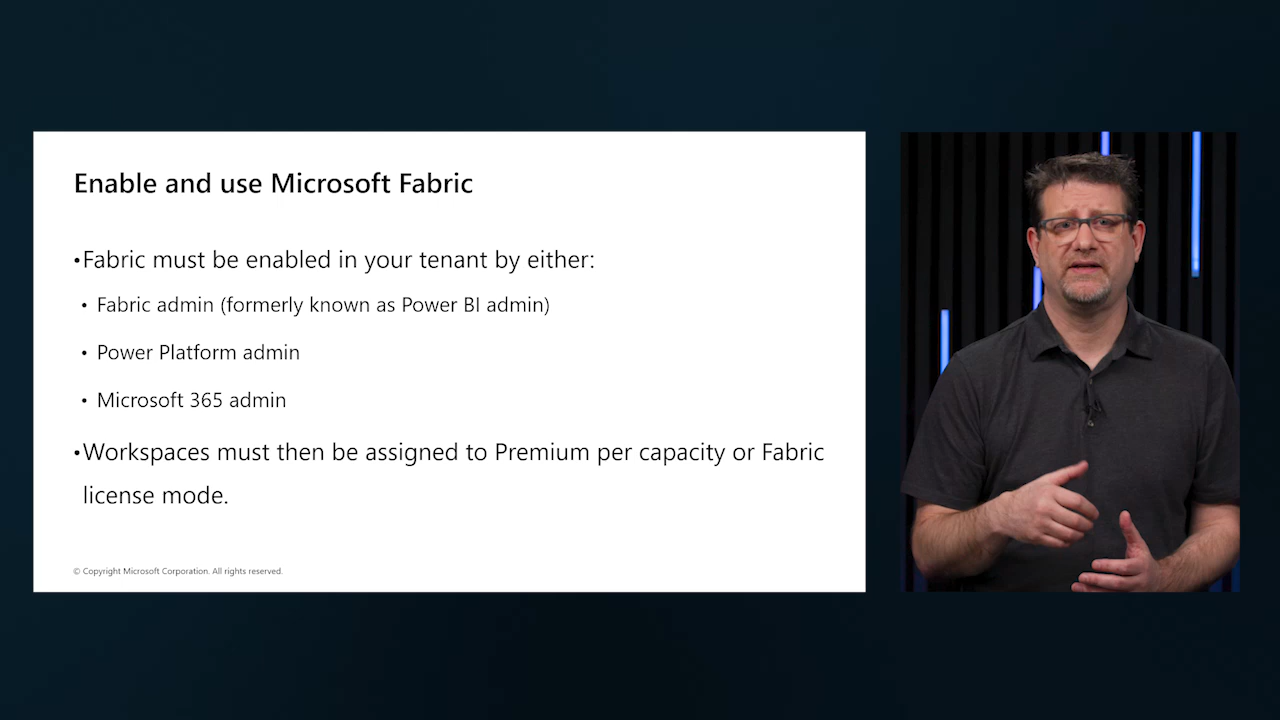 Enable and use Microsoft Fabric
•Fabric must be enabled in your tenant by either:
• Fabric admin (formerly known as Power BI admin)
• Power Platform admin
• Microsoft 365 admin
•Workspaces must then be assigned to Premium per capacity or Fabric
license mode.
© Copyright Microsoft Corporation. All rights reserved.